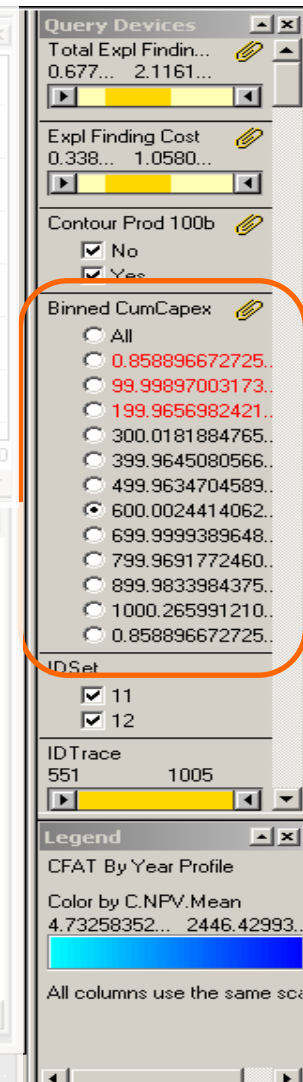 Query Devices
Total Expl Findin...
0.677... 2.1161...
Expl Finding Cost
0.338... 1.0580...
Contour Prod 100b
No
Yes
Binned CumCapex
All
0.858896672725..
99.99897003173..
199.9656982421..
300.0181884765..
399.9645080566..
499.9634704589..
600.0024414062..
699.9999389648..
799.9691772460..
899.9833984375..
1000.265991210..
0.858896672725..
IDSet
11
12
IDTrace
551 1005
Legend
CFAT By Year Profile
Color by C.NPV.Mean
4.73258352... 2446.42993..
All columns use the same sca